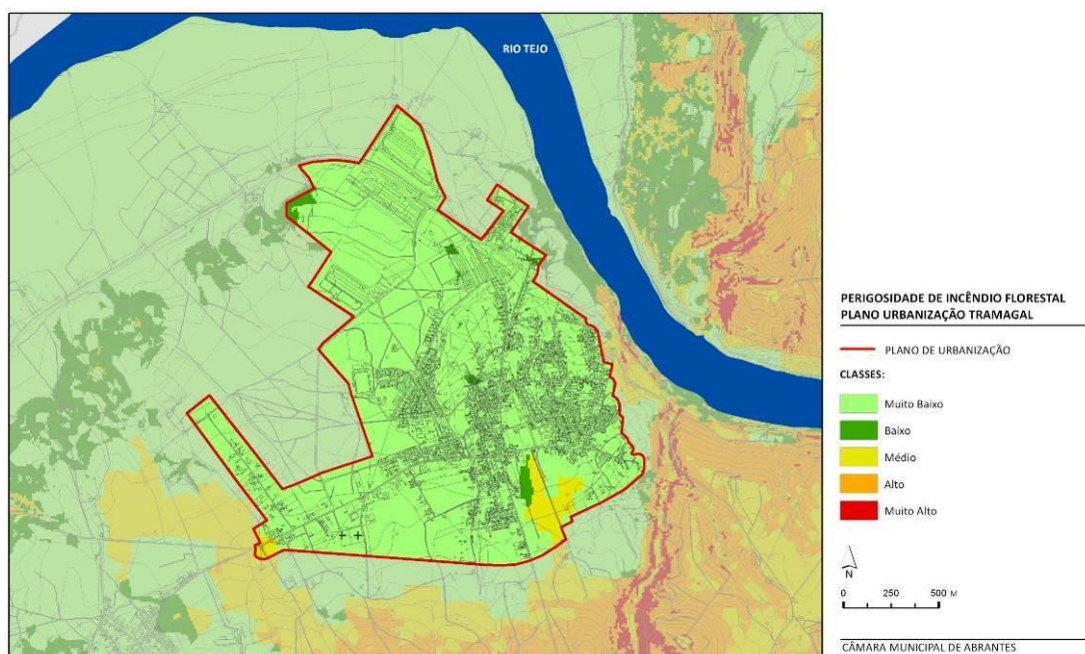 RIO TEJO
PERIGOSIDADE DE INCÊNDIO FLORESTAL
PLANO URBANIZAÇÃO TRAMAGAL
PLANO DE URBANIZAÇÃO
CLASSES:
Muito Baixo
Baixo
Médio
Alto
Muito Alto
N
0 500 M
CÂMARA MUNICIPAL DE ABRANTES